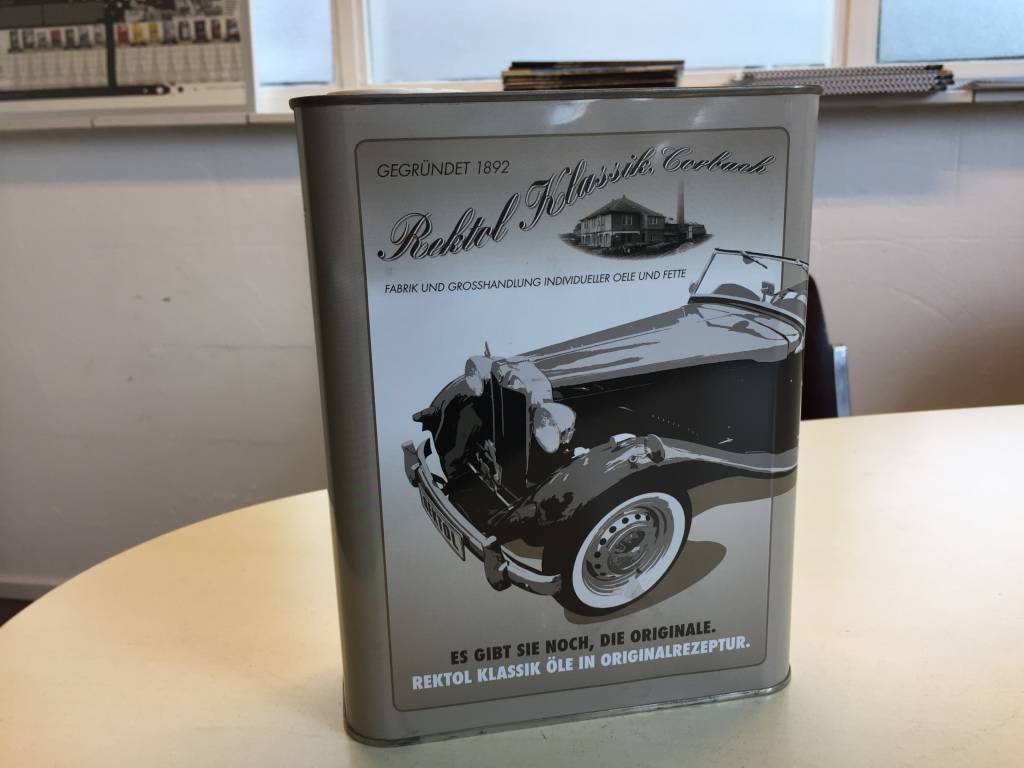 GEGRÜNDET 1892
Rektol Klassik, Corbach
FABRIK UND GROSSHANDLUNG INDIVIDUELLER OELE UND FETTE
REKTOL
ES GIBT SIE NOCH, DIE ORIGINALE.
REKTOL KLASSIK ÖLE IN ORIGINALREZEPTUR.